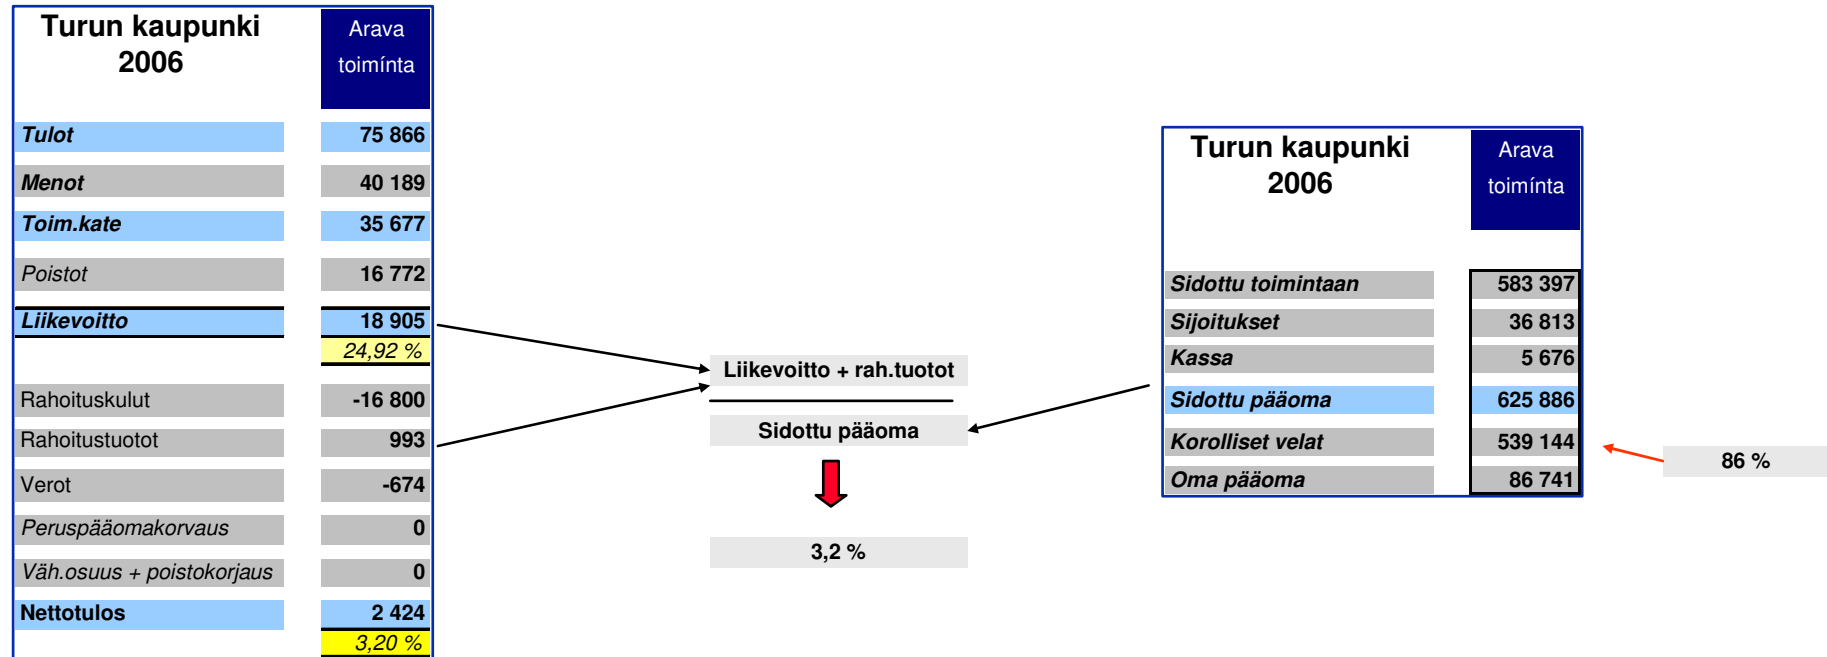 Turun kaupunki
2006
Arava
toimínta
Tulot 75 866
Menot 40 189
Toim.kate 35 677
Poistot 16 772
Liikevoitto 18 905
24,92 %
Rahoituskulut -16 800
Rahoitustuotot 993
Verot -674
Peruspääomakorvaus 0
Väh.osuus + poistokorjaus 0
Nettotulos 2 424
3,20 %
Liikevoitto + rah.tuotot
Sidottu pääoma
3,2 %
Turun kaupunki
2006
Arava
toimínta
Sidottu toimintaan 583 397
Sijoitukset 36 813
Kassa 5 676
Sidottu pääoma 625 886
Korolliset velat 539 144
Oma pääoma 86 741
86 %